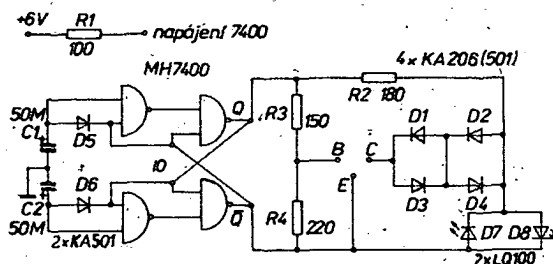 +6V R1 100 napájení 7400
MH7400
4×KA206(501)
50M C1
D5
Q
R3 150
R2 180
D1 D2
IO
B C
E
D3 D4
D6
C2 50M
2×KA501
Q̅
R4 220
D7 D8
2×LQ100